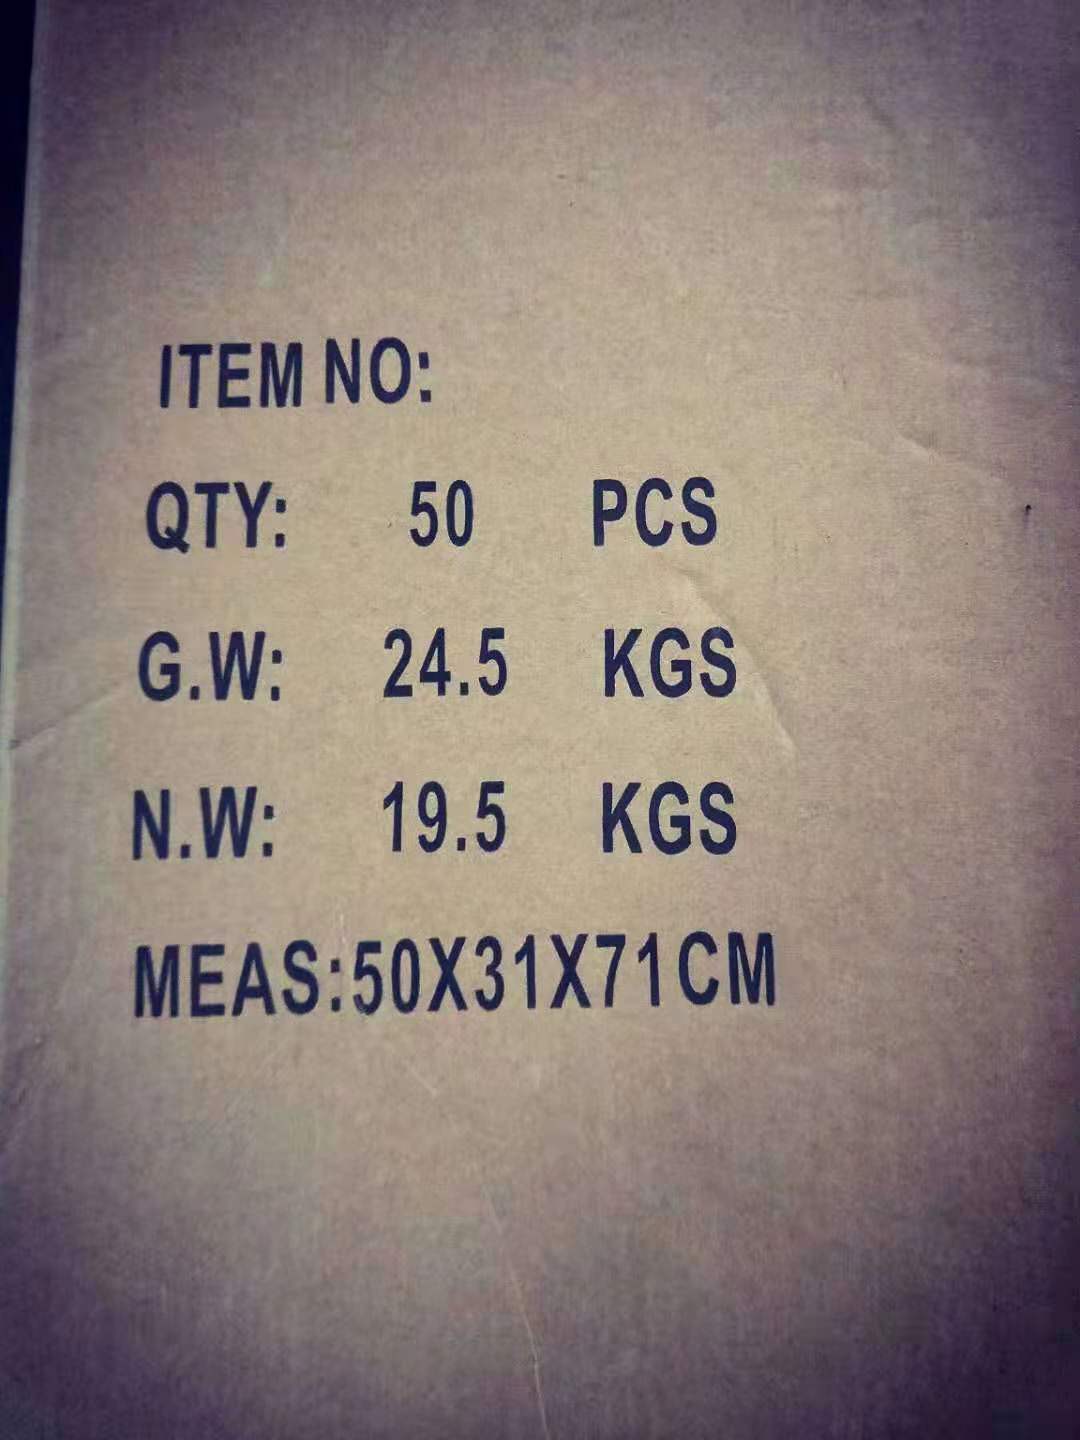 ITEM NO:
QTY: 50 PCS
G.W: 24.5 KGS
N.W: 19.5 KGS
MEAS:50X31X71CM